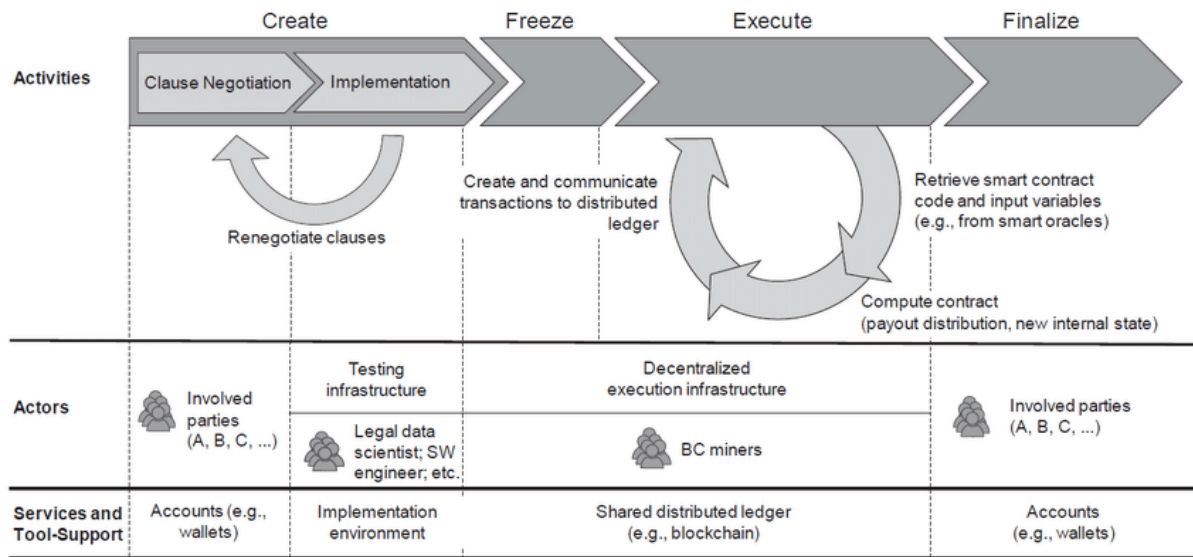 Create
Freeze
Execute
Finalize
Activities
Clause Negotiation
Implementation
Renegotiate clauses
Create and communicate
transactions to distributed
ledger
Retrieve smart contract
code and input variables
(e.g., from smart oracles)
Compute contract
(payout distribution, new internal state)
Actors
Involved
parties
(A, B, C, ...)
Testing
infrastructure
Legal data
scientist; SW
engineer; etc.
Decentralized
execution infrastructure
BC miners
Involved parties
(A, B, C, ...)
Services and
Tool-Support
Accounts (e.g.,
wallets)
Implementation
environment
Shared distributed ledger
(e.g., blockchain)
Accounts
(e.g., wallets)